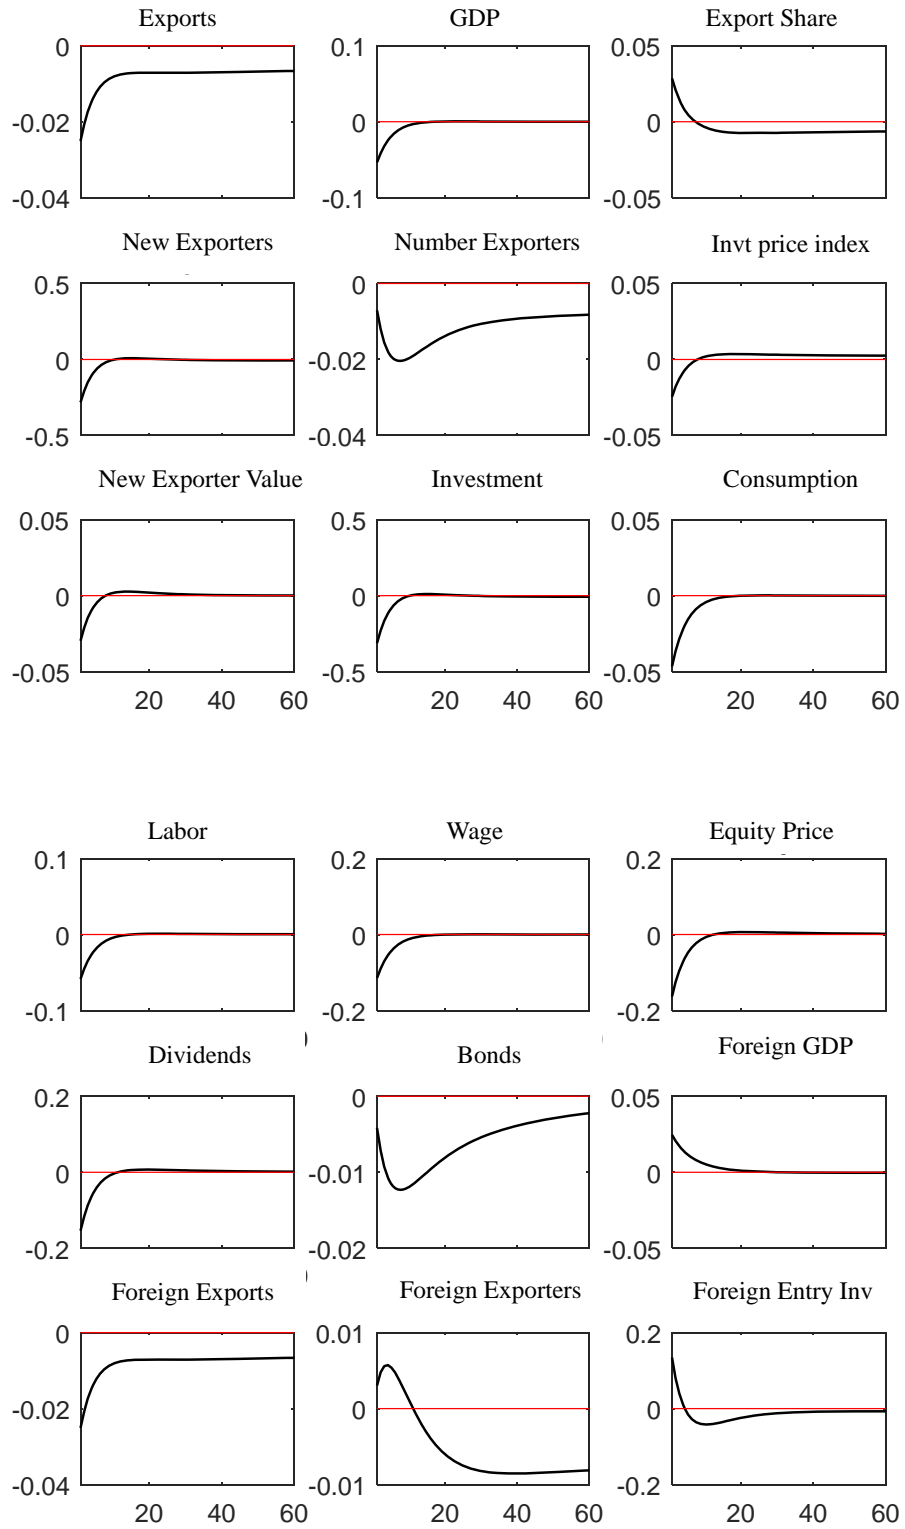 Exports GDP Export Share
0 0.1 0.05
-0.02 0 0
-0.04 -0.1 -0.05
New Exporters Number Exporters Invt price index
0.5 0 0.05
0 -0.02 0
-0.5 -0.04 -0.05
New Exporter Value Investment Consumption
0.05 0.5 0.05
0 0 0
-0.05 -0.5 -0.05
20 40 60 20 40 60 20 40 60
Labor Wage Equity Price
0.1 0.2 0.2
0 0 0
-0.1 -0.2 -0.2
Dividends Bonds Foreign GDP
0.2 0 0.05
0 -0.01 0
-0.2 -0.02 -0.05
Foreign Exports Foreign Exporters Foreign Entry Inv
0 0.01 0.2
-0.02 0 0
-0.04 -0.01 -0.2
20 40 60 20 40 60 20 40 60